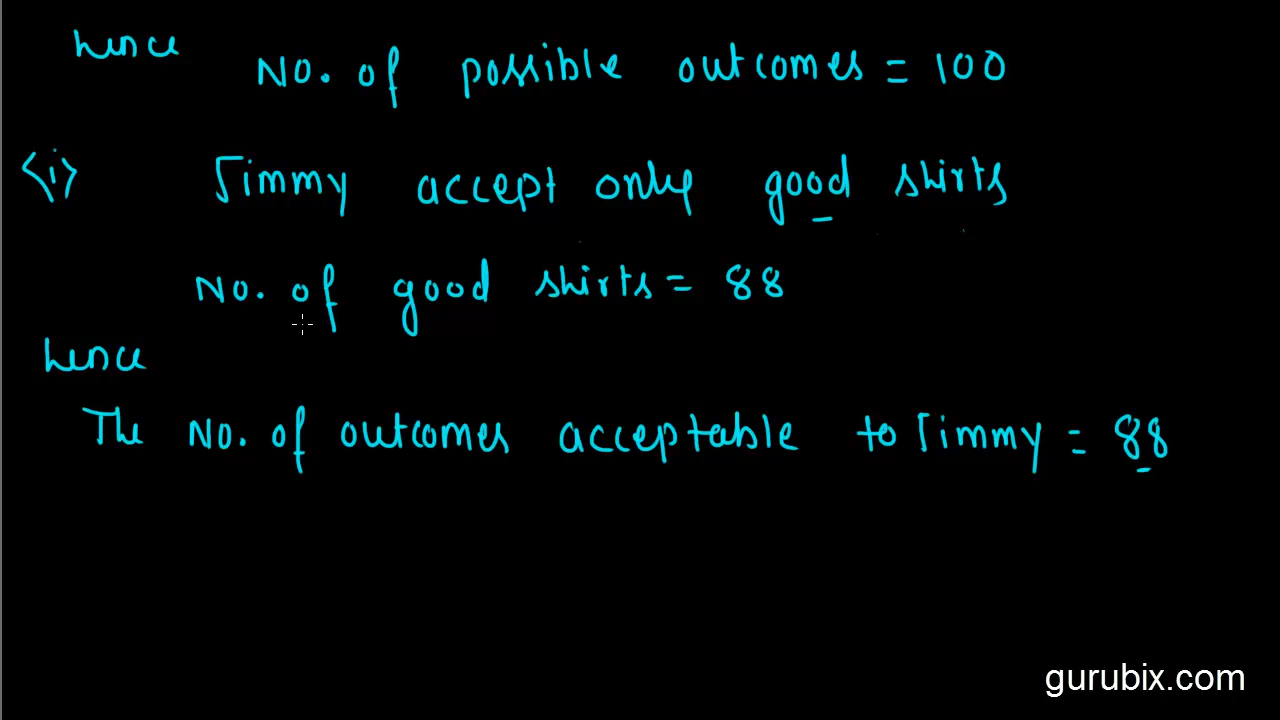 hence
No. of possible outcomes = 100
(i) Jimmy accept only good shirts
No. of good shirts = 88
hence
The No. of outcomes acceptable to Jimmy = 88
gurubix.com